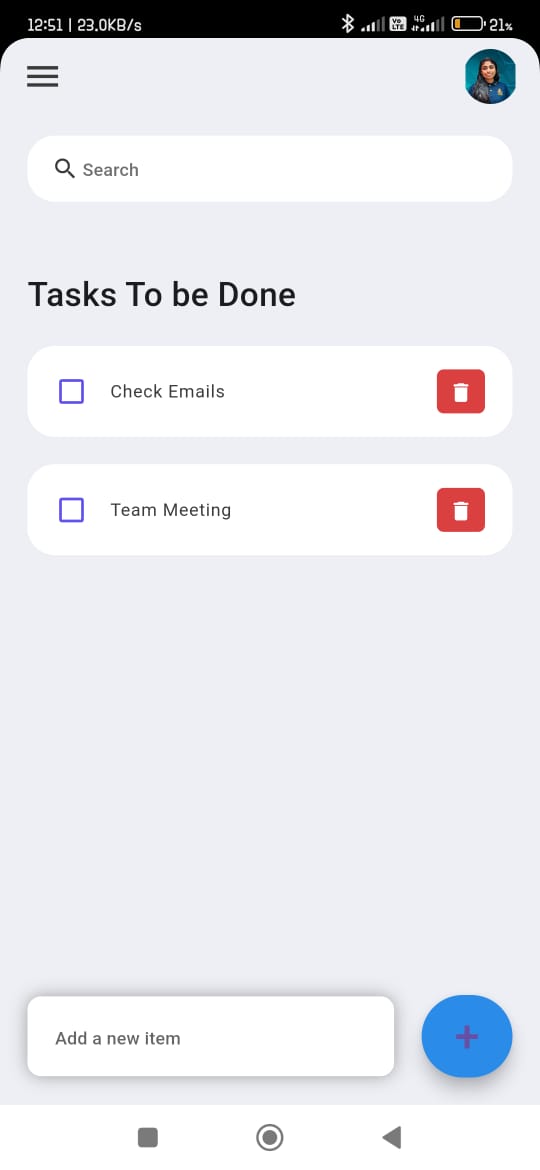 12:51 | 23.0KB/s
Vo LTE
4G
21%
Search
Tasks To be Done
Check Emails
Team Meeting
Add a new item